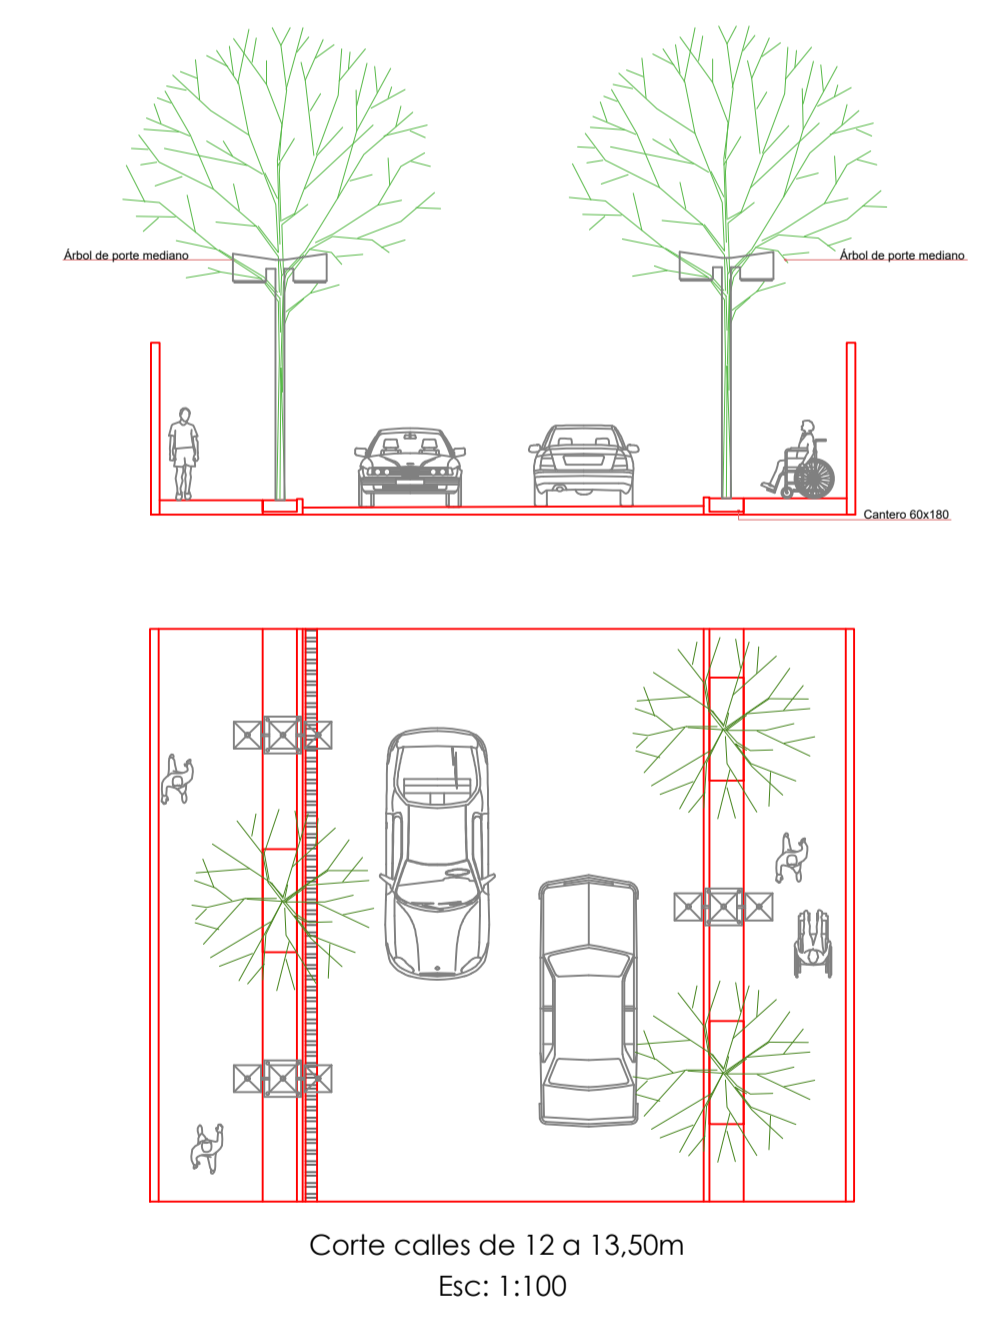 Árbol de porte mediano
Árbol de porte mediano
Cantero 60x180
Corte calles de 12 a 13,50m
Esc: 1:100